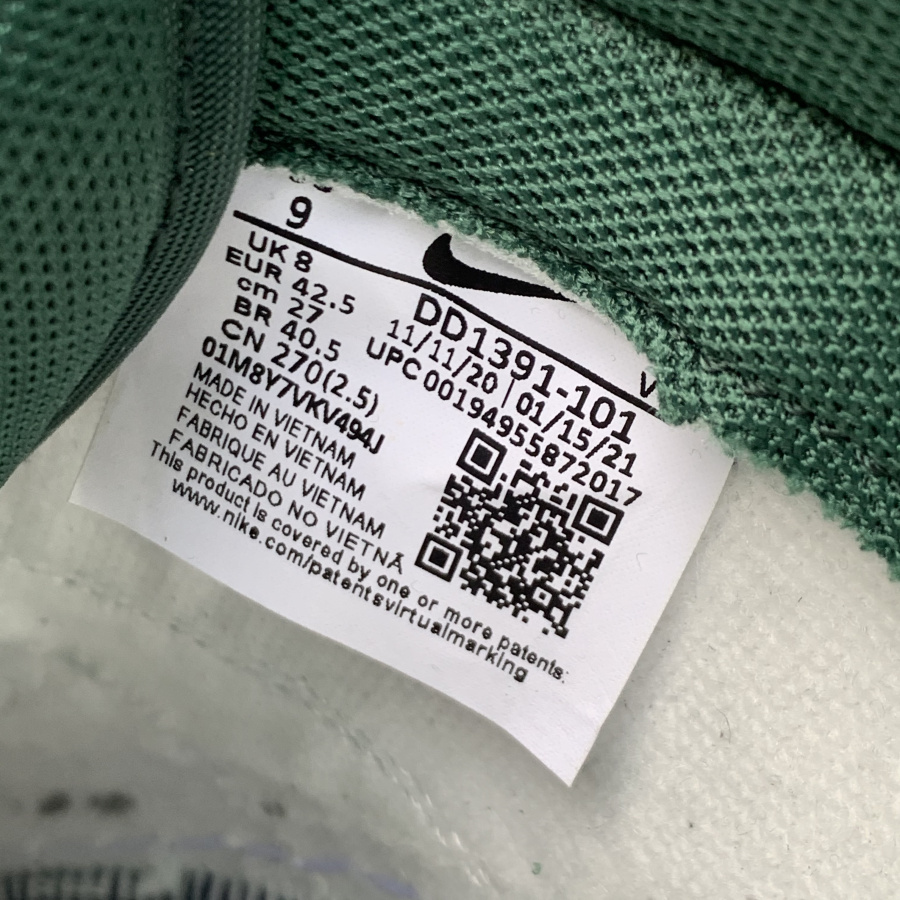 9
UK 8
EUR 42.5
cm 27
BR 40.5
CN 270(2.5)
01M8Y7VKV494J
MADE IN VIETNAM
HECHO EN VIETNAM
FABRIQUE AU VIETNAM
FABRICADO NO VIETNÃ
This product is covered by one or more patents:
www.nike.com/patentsvirtualmarking
V
DD1391-101
11/11/20 | 01/15/21
UPC 00194955872017